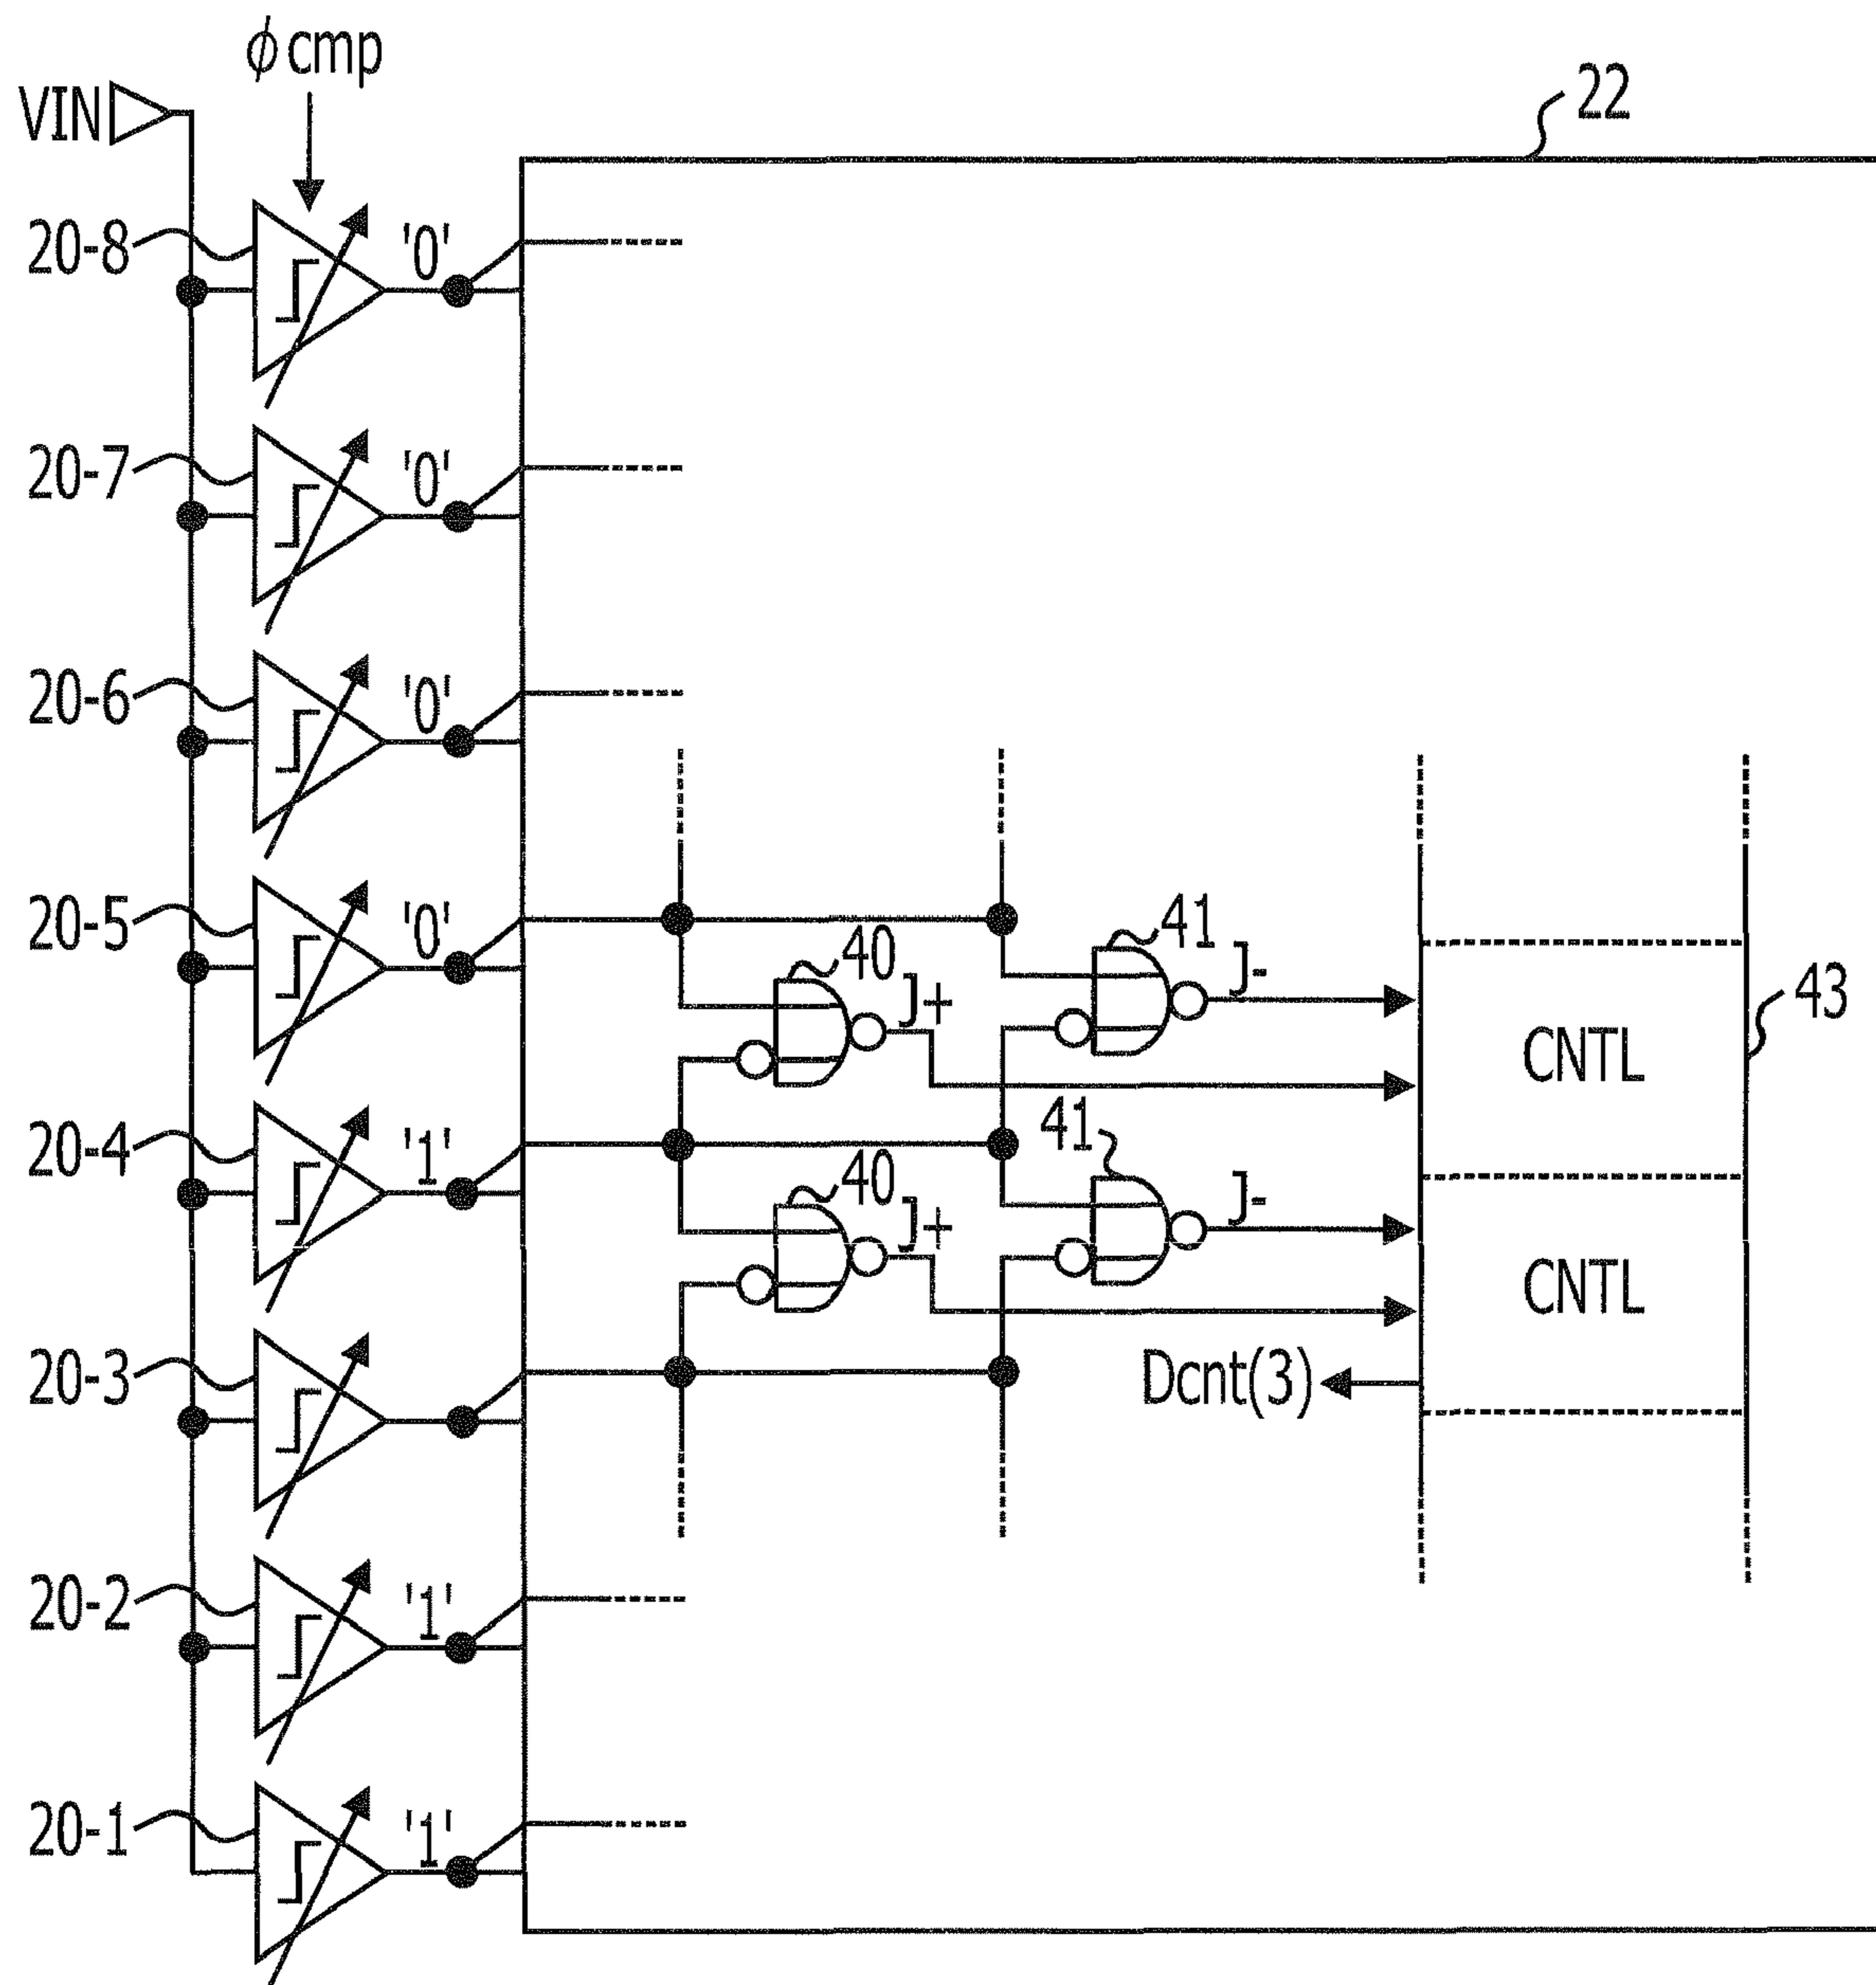 ϕcmp
VIN
22
20-8
'0'
20-7
'0'
20-6
'0'
20-5
'0'
40
J+
41
J-
CNTL
43
20-4
'1'
40
J+
41
J-
CNTL
20-3
Dcnt(3)
20-2
'1'
20-1
'1'